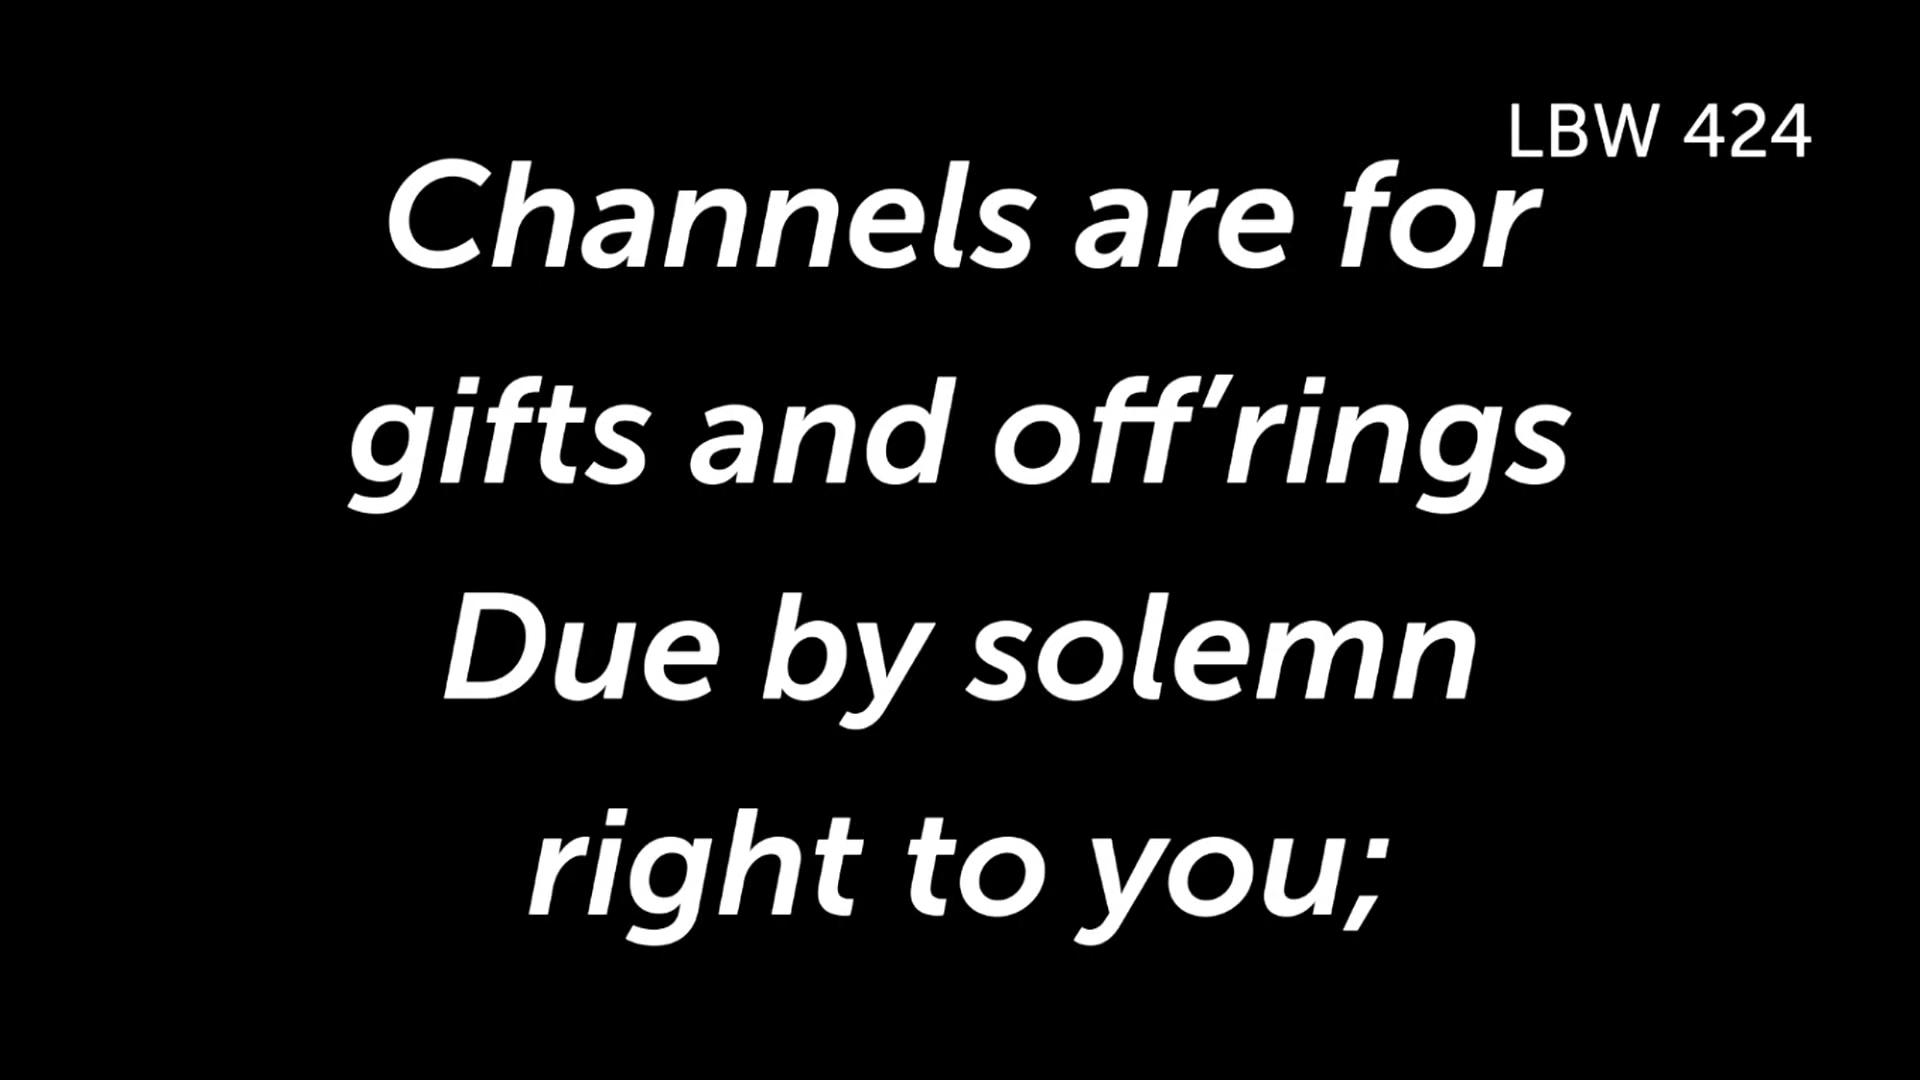 LBW 424
Channels are for
gifts and off’rings
Due by solemn
right to you;